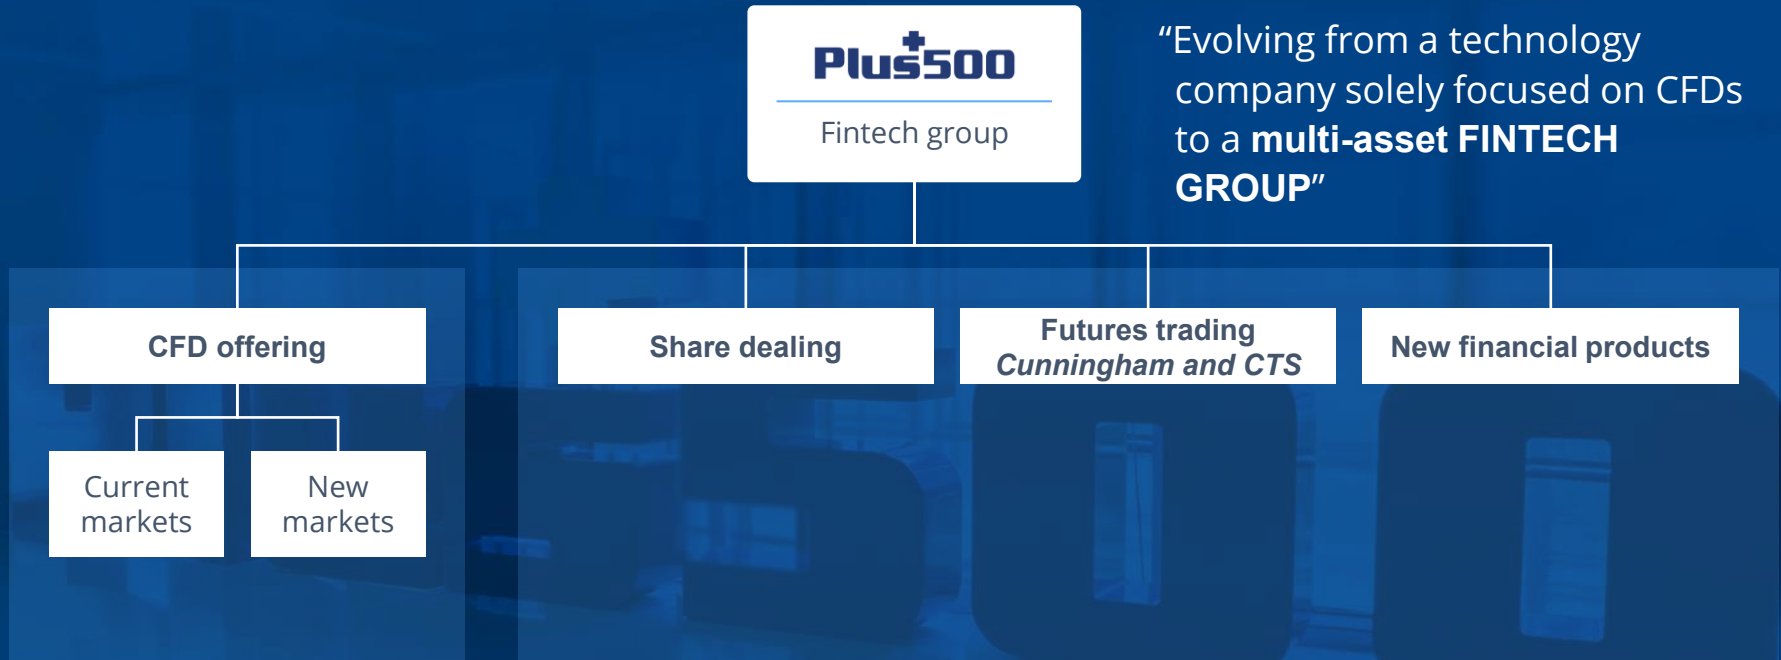 Plus500
Fintech group
“Evolving from a technology
company solely focused on CFDs
to a multi-asset FINTECH
GROUP”
CFD offering
Share dealing
Futures trading
Cunningham and CTS
New financial products
Current
markets
New
markets